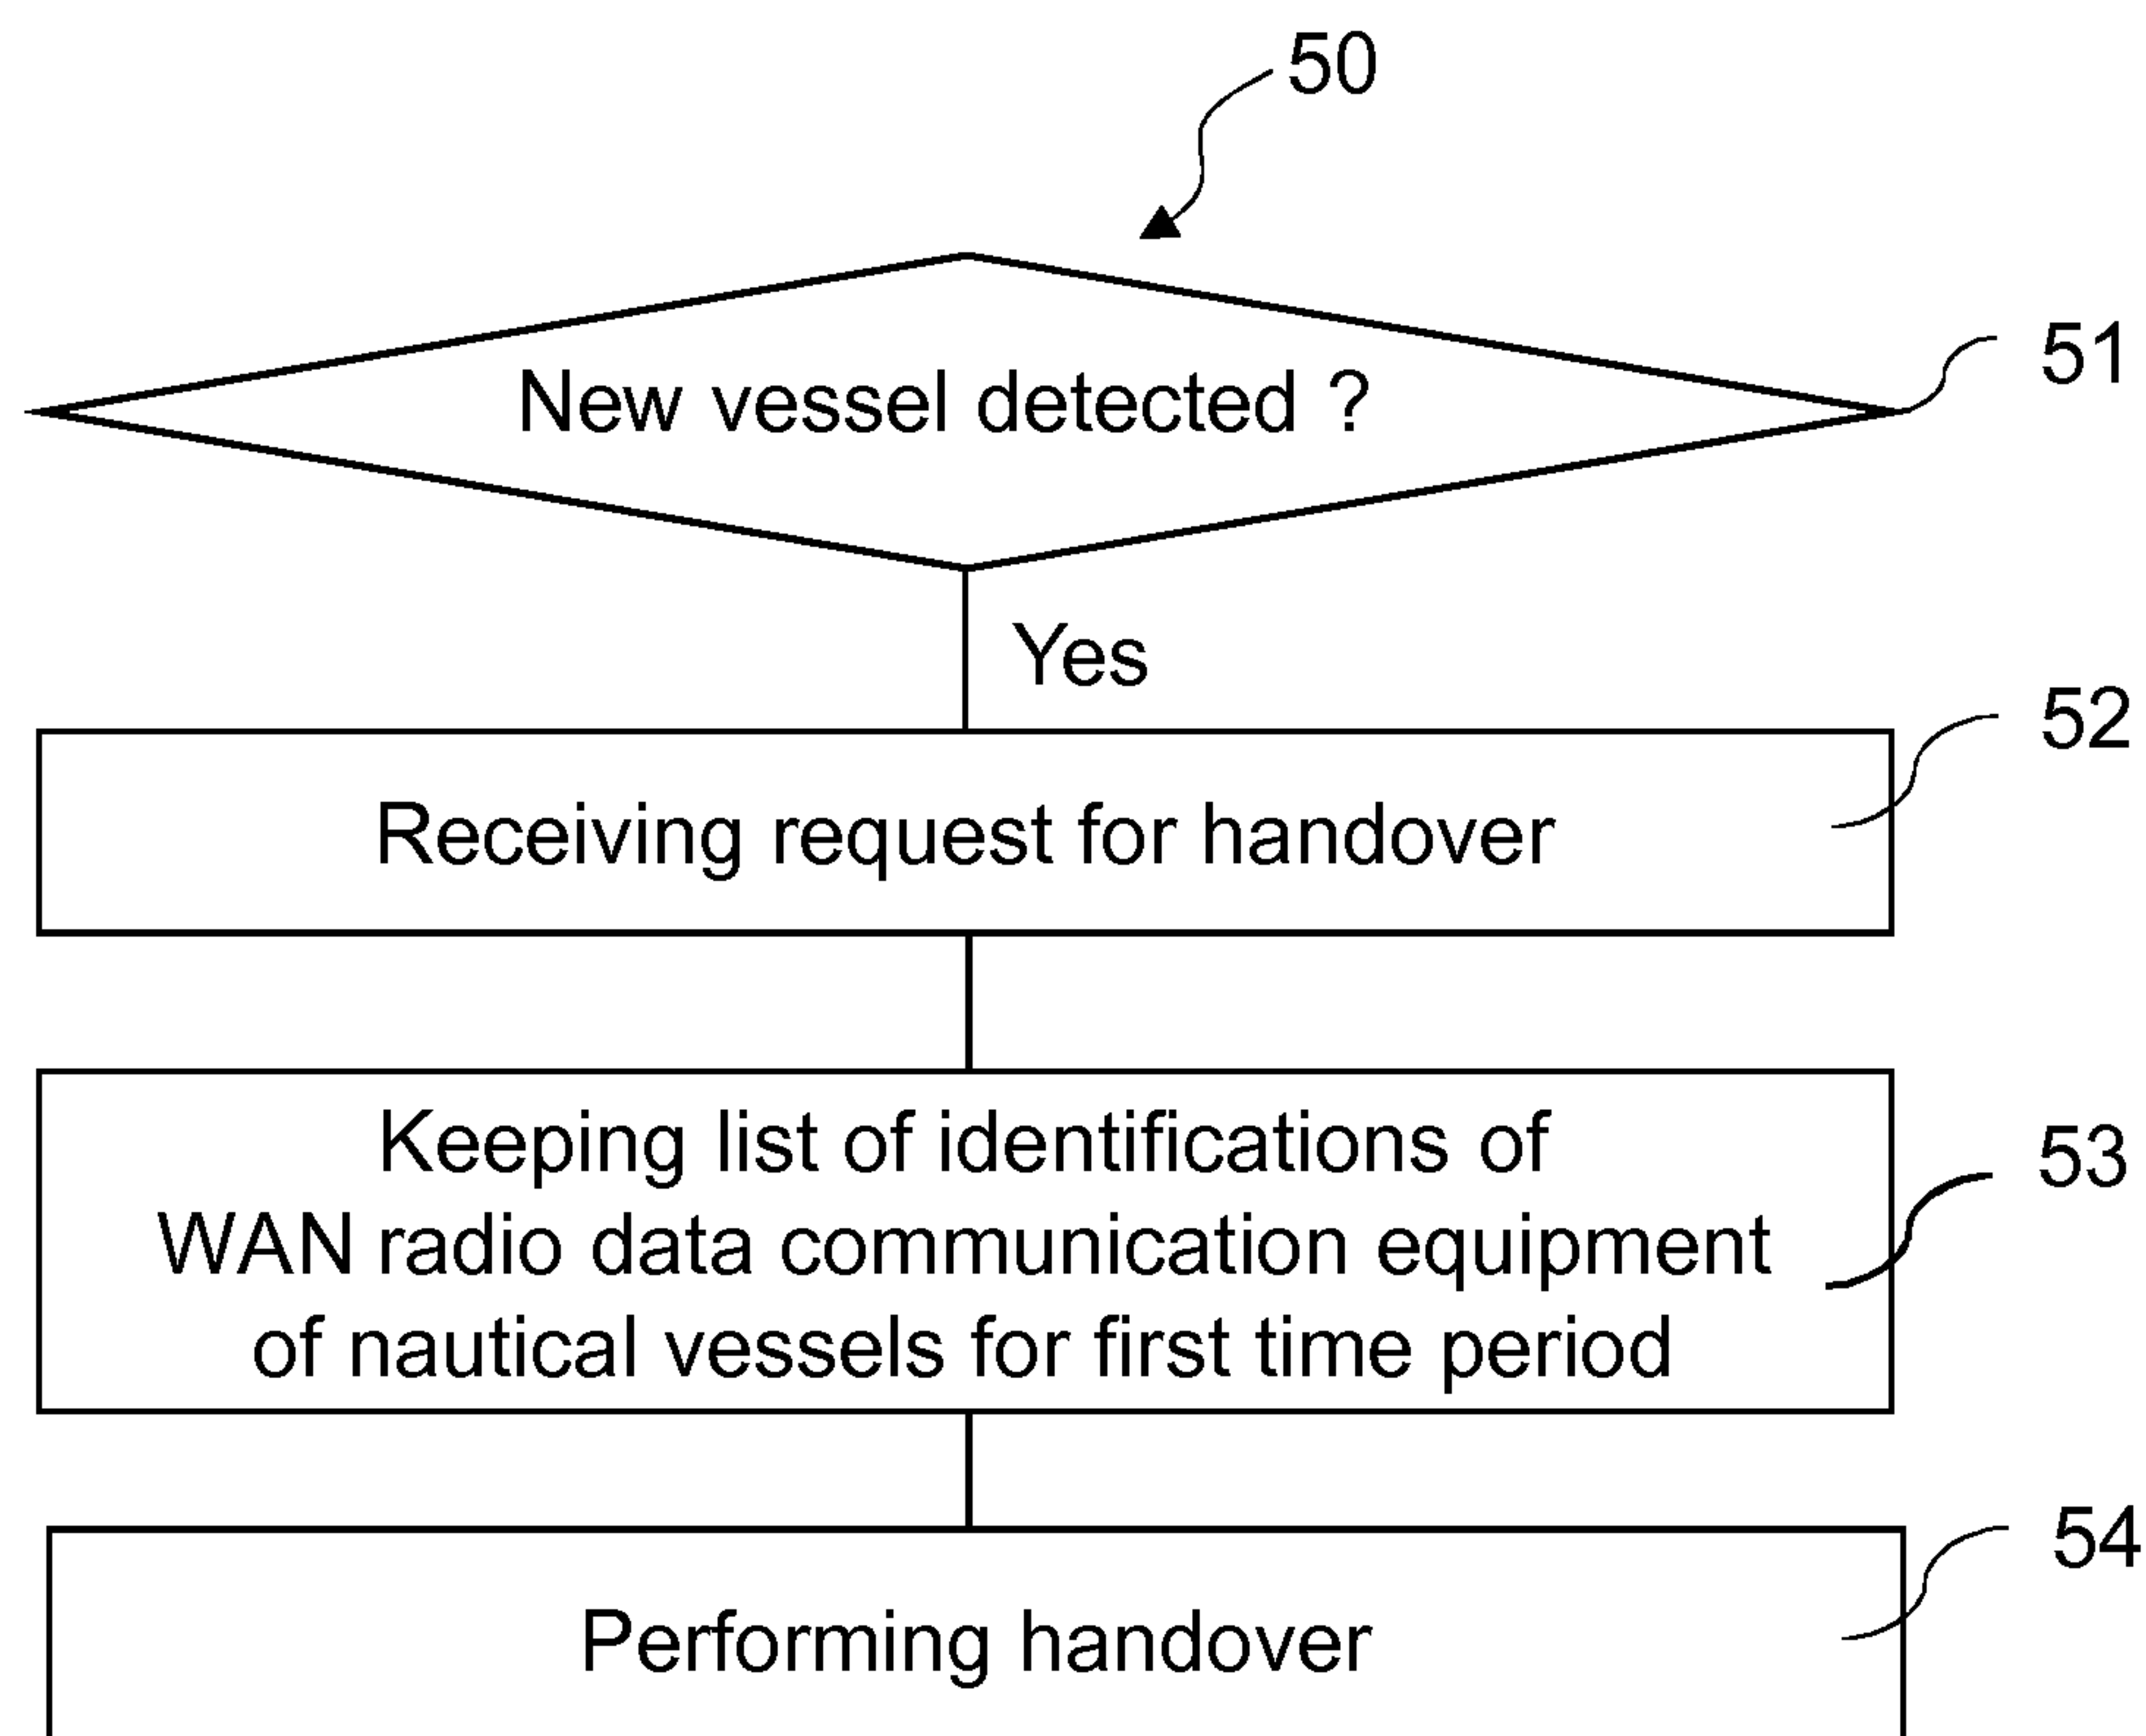 50
New vessel detected ?
51
Yes
52
Receiving request for handover
Keeping list of identifications of
53
WAN radio data communication equipment
of nautical vessels for first time period
54
Performing handover